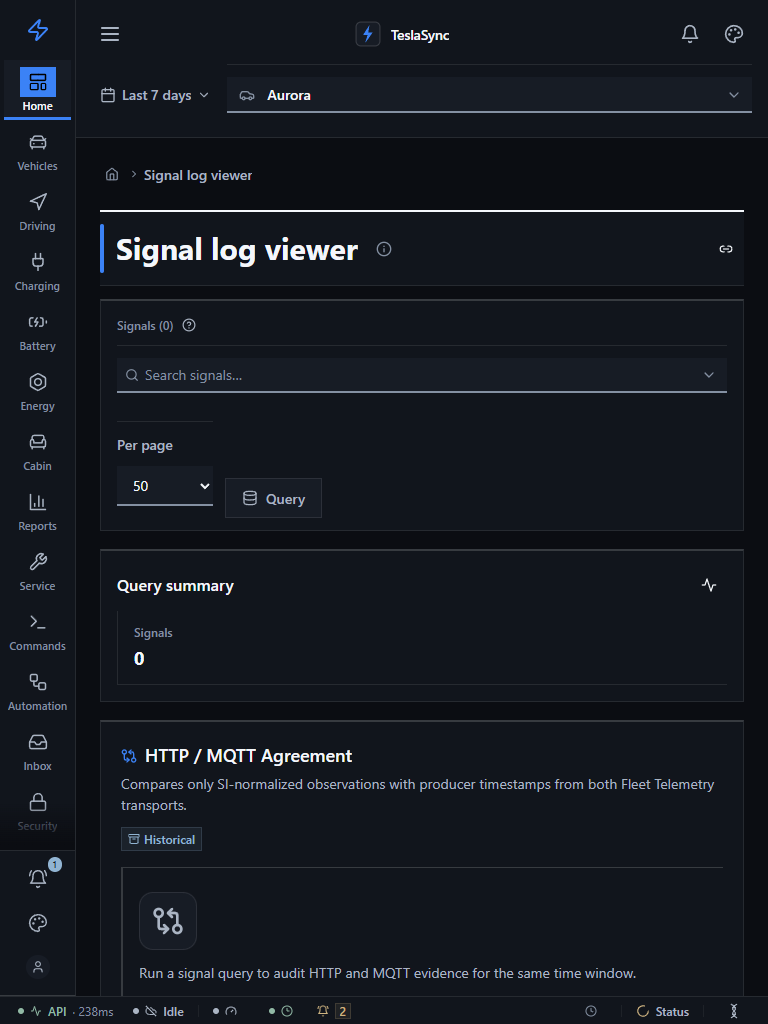 TeslaSync
Last 7 days
Aurora
Home
Vehicles
Driving
Charging
Battery
Energy
Cabin
Reports
Service
Commands
Automation
Inbox
Security
1
Signal log viewer
Signal log viewer
Signals (0)
Search signals...
Per page
50
Query
Query summary
Signals
0
HTTP / MQTT Agreement
Compares only SI-normalized observations with producer timestamps from both Fleet Telemetry
transports.
Historical
Run a signal query to audit HTTP and MQTT evidence for the same time window.
API · 238ms
Idle
2
Status